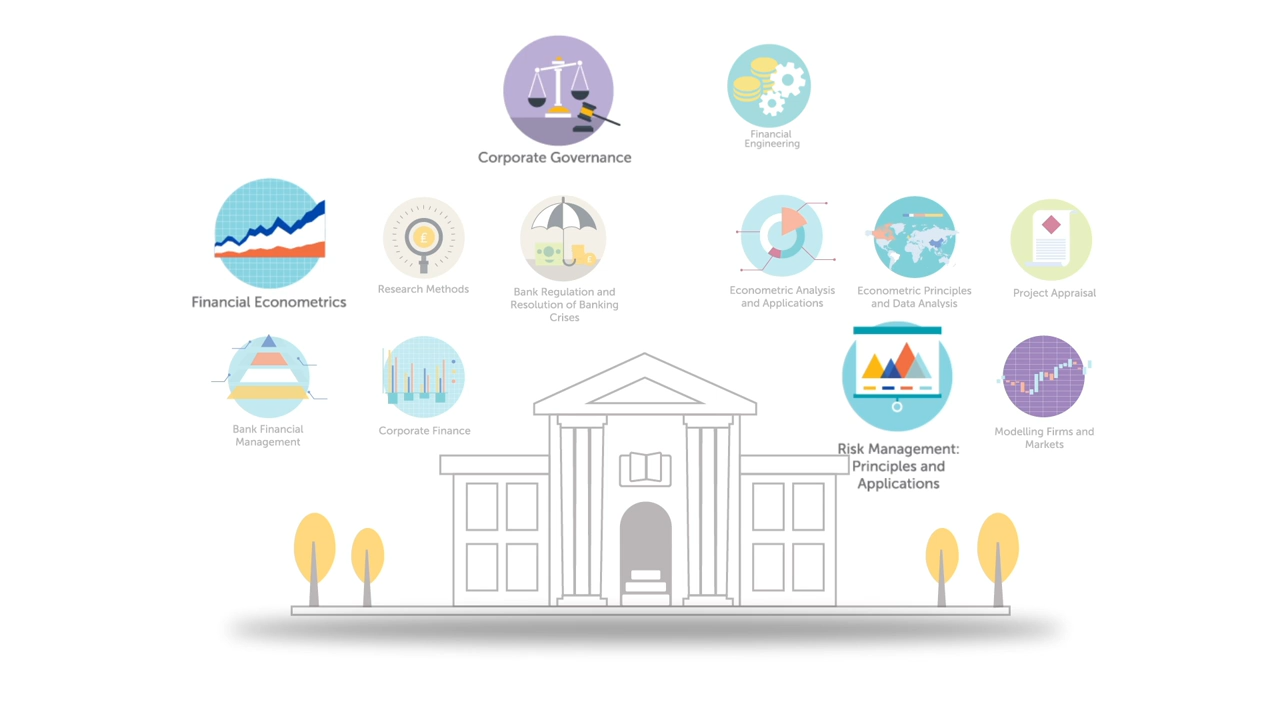 Corporate Governance
Financial
Engineering
Financial Econometrics
Research Methods
£
Bank Regulation and
Resolution of Banking
Crises
£
Econometric Analysis
and Applications
Econometric Principles
and Data Analysis
Project Appraisal
Bank Financial
Management
Corporate Finance
Risk Management:
Principles and
Applications
Modelling Firms and
Markets